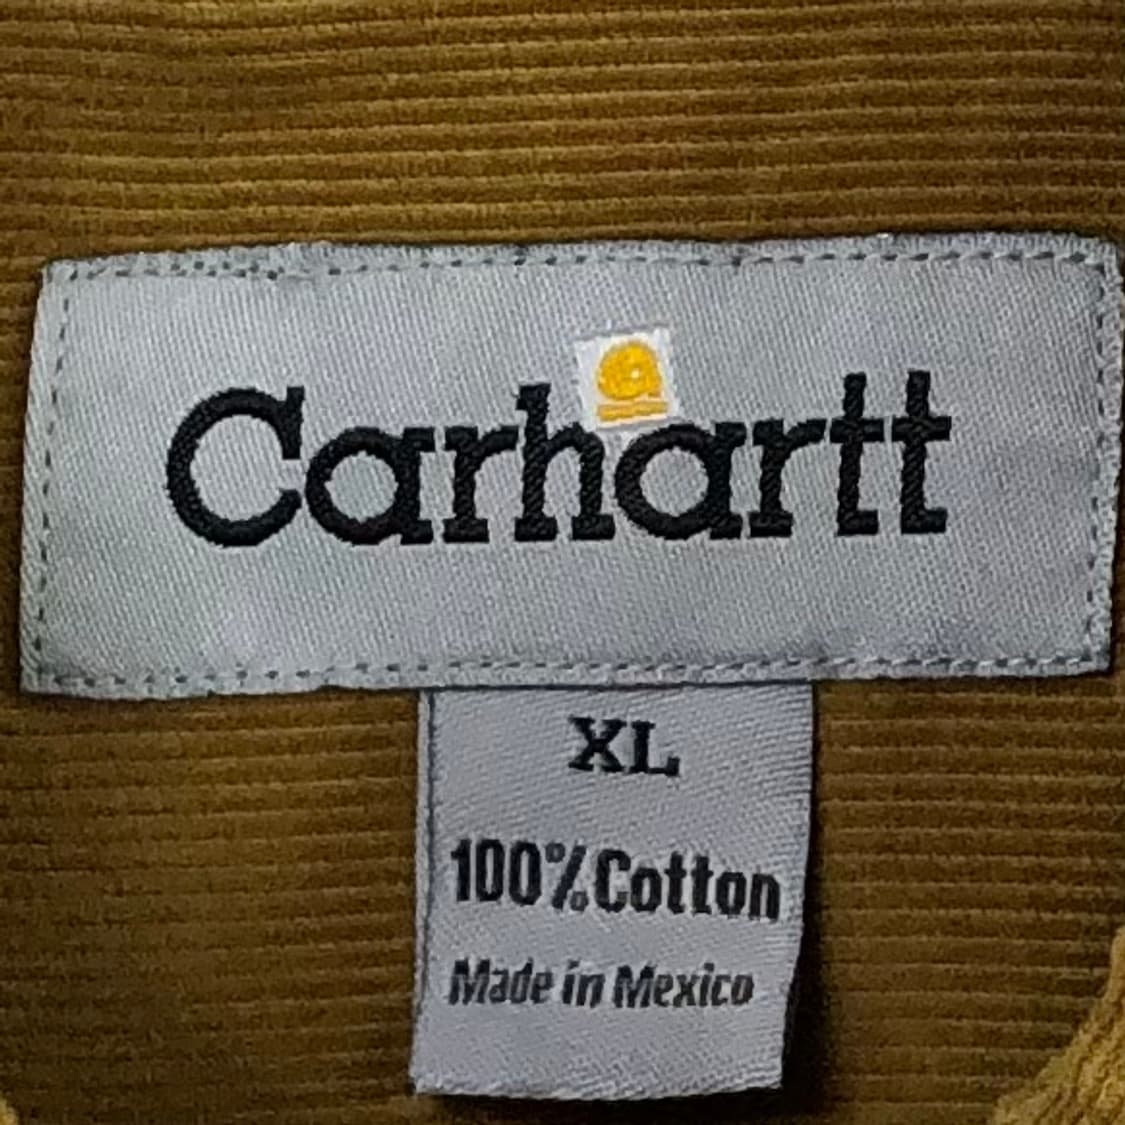 Carhartt
XL
100% Cotton
Made in Mexico